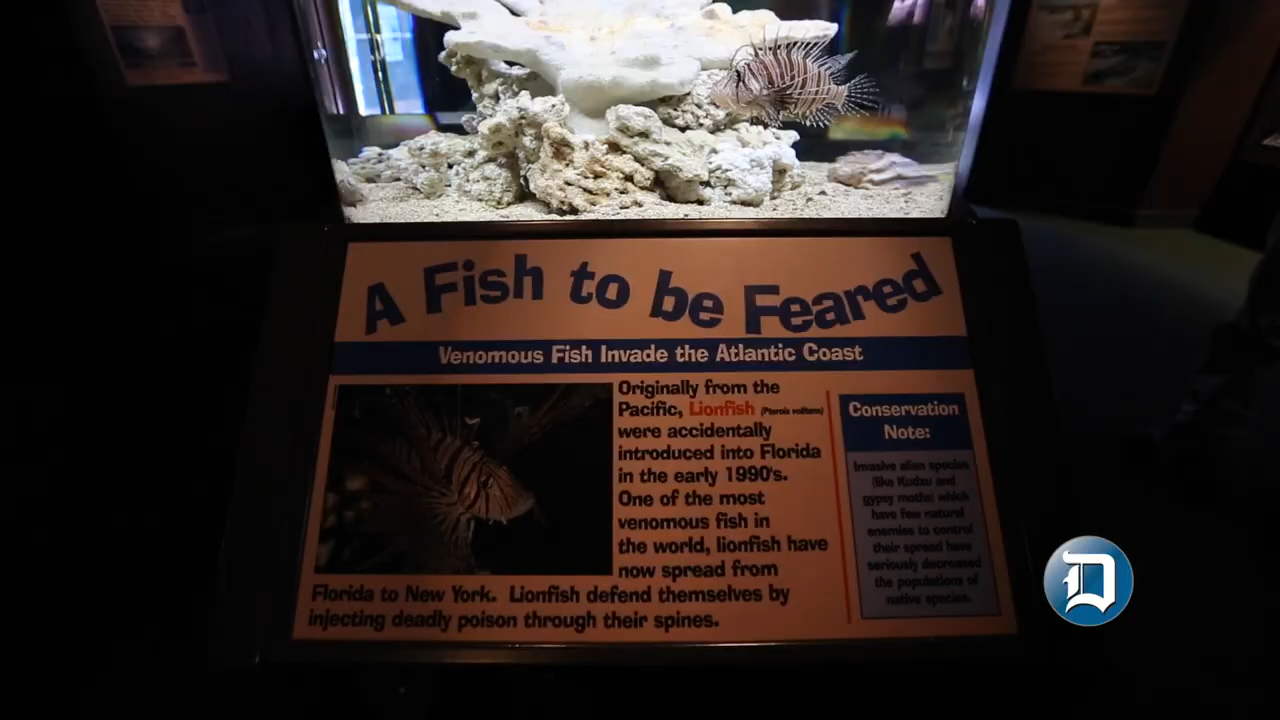 A Fish to be Feared
Venomous Fish Invade the Atlantic Coast
Originally from the
Pacific, Lionfish (Pterois volitans)
were accidentally
introduced into Florida
in the early 1990's.
One of the most
venomous fish in
the world, lionfish have
now spread from
Florida to New York. Lionfish defend themselves by
injecting deadly poison through their spines.
Conservation
Note:
Invasive alien species
(like Kudzu and
gypsy moths) which
have few natural
enemies to control
their spread have
seriously decreased
the populations of
native species.
D